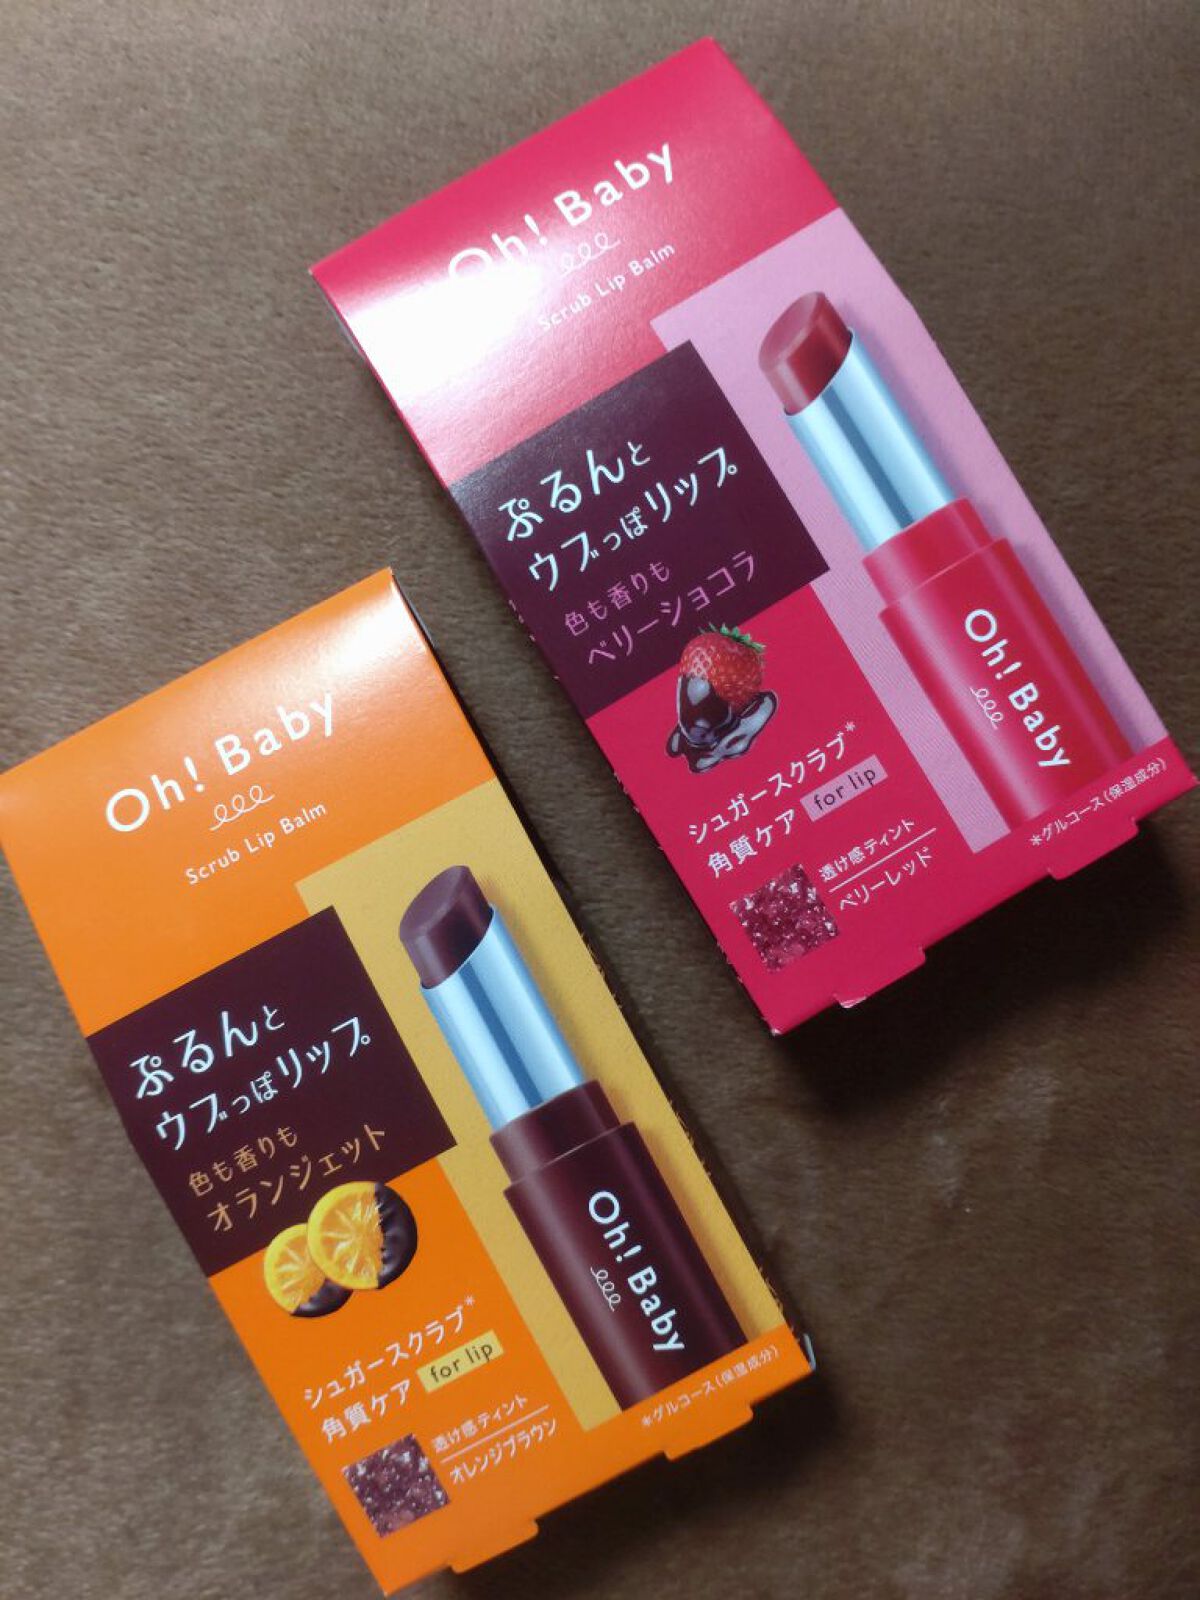 Oh! Baby
Scrub Lip Balm
ぷるんと
ウブっぽリップ
色も香りも
ベリーショコラ
シュガースクラブ*
角質ケア for lip
透け感ティント
ベリーレッド
*グルコース(保湿成分)
Oh! Baby
Oh! Baby
Scrub Lip Balm
ぷるんと
ウブっぽリップ
色も香りも
オランジェット
シュガースクラブ*
角質ケア for lip
透け感ティント
オレンジブラウン
*グルコース(保湿成分)
Oh! Baby